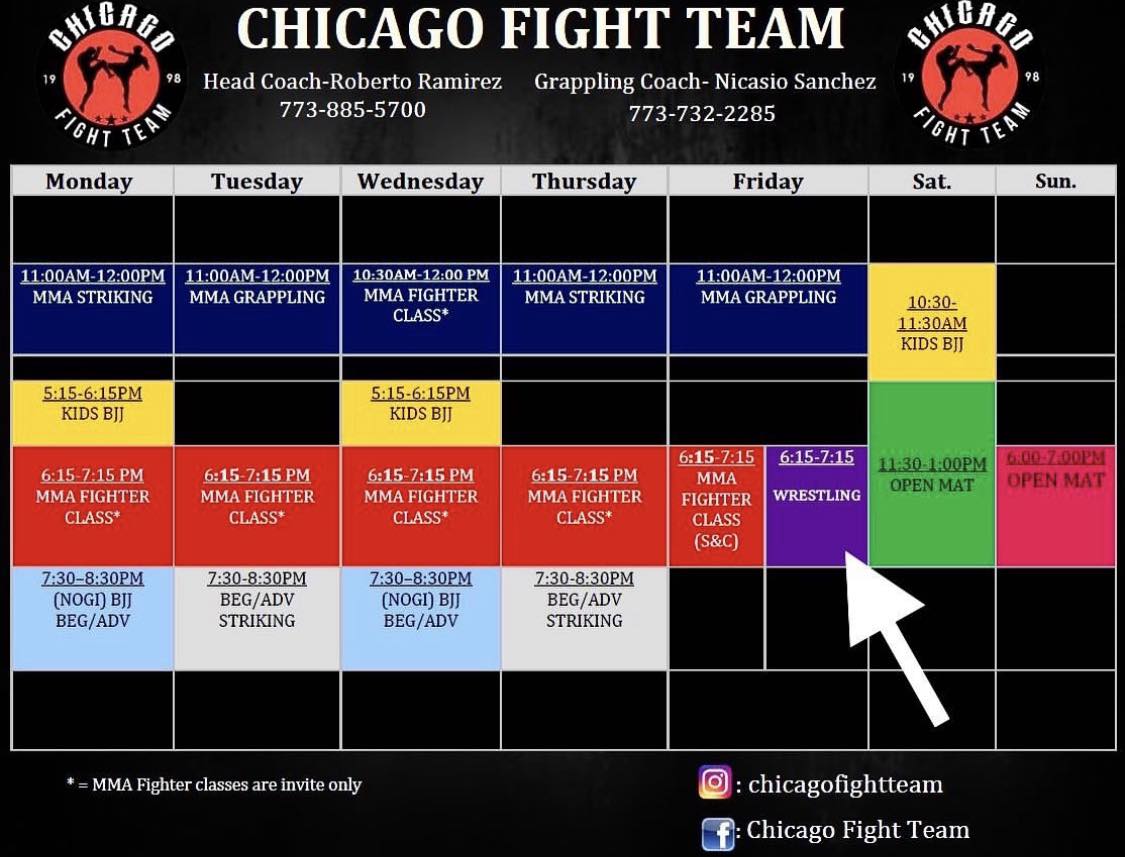 CHICAGO
19 98
FIGHT TEAM
CHICAGO FIGHT TEAM
Head Coach-Roberto Ramirez
773-885-5700
Grappling Coach- Nicasio Sanchez
773-732-2285
CHICAGO
19 98
FIGHT TEAM
Monday Tuesday Wednesday Thursday Friday Sat. Sun.
11:00AM-12:00PM
MMA STRIKING
11:00AM-12:00PM
MMA GRAPPLING
10:30AM-12:00 PM
MMA FIGHTER
CLASS*
11:00AM-12:00PM
MMA STRIKING
11:00AM-12:00PM
MMA GRAPPLING
10:30-
11:30AM
KIDS BJJ
5:15-6:15PM
KIDS BJJ
5:15-6:15PM
KIDS BJJ
6:15-7:15 PM
MMA FIGHTER
CLASS*
6:15-7:15 PM
MMA FIGHTER
CLASS*
6:15-7:15 PM
MMA FIGHTER
CLASS*
6:15-7:15 PM
MMA FIGHTER
CLASS*
6:15-7:15
MMA
FIGHTER
CLASS
(S&C)
6:15-7:15
WRESTLING
11:30-1:00PM
OPEN MAT
6:00-7:00PM
OPEN MAT
7:30–8:30PM
(NOGI) BJJ
BEG/ADV
7:30-8:30PM
BEG/ADV
STRIKING
7:30–8:30PM
(NOGI) BJJ
BEG/ADV
7:30-8:30PM
BEG/ADV
STRIKING
* = MMA Fighter classes are invite only
: chicagofightteam
f : Chicago Fight Team